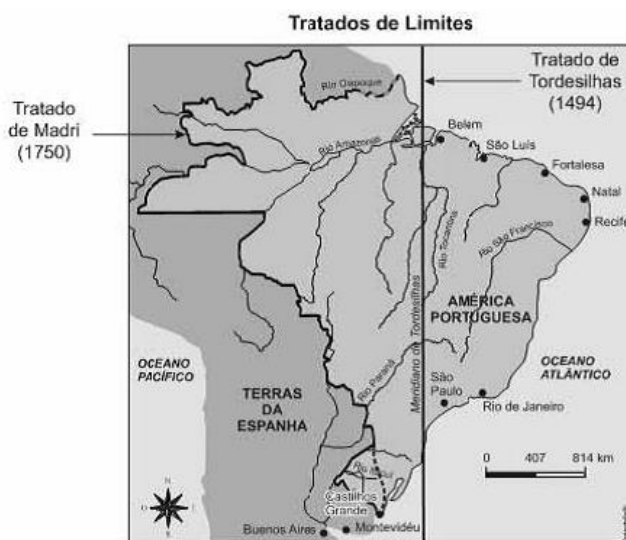 Tratados de Limites
Tratado de
Tordesilhas
(1494)
Tratado
de Madri
(1750)
Rio Oiapoque
Rio Amazonas
Belem
São Luís
Fortalesa
Natal
Recife
Rio Tocantins
Rio São Francisco
Meridiano de Tordesilhas
AMÉRICA
PORTUGUESA
OCEANO
PACÍFICO
OCEANO
ATLÂNTICO
TERRAS
DA
ESPANHA
Rio Paraná
São
Paulo
Rio de Janeiro
0 407 814 km
Castilhos
Grande
N
Buenos Aires
Montevidéu